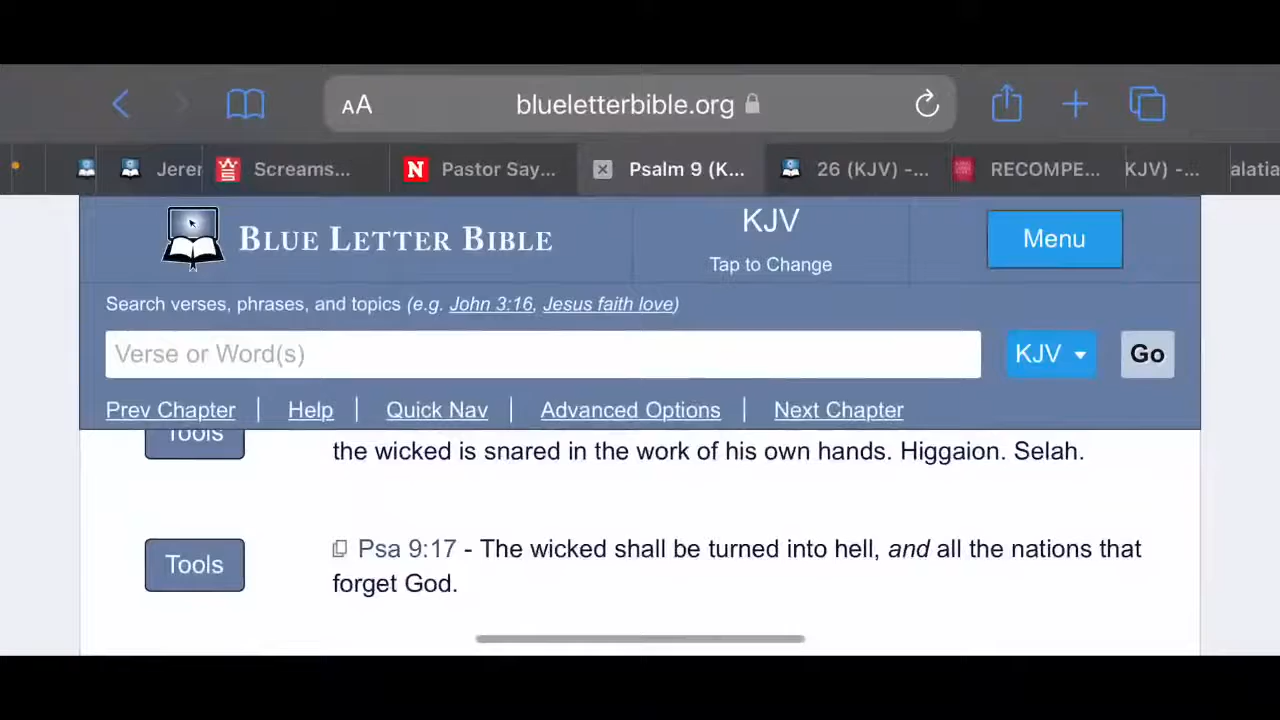 AA blueletterbible.org
Jerer Screams... N Pastor Say... Psalm 9 (K... 26 (KJV) -... RECOMPE... KJV) -... alatia
BLUE LETTER BIBLE
KJV
Tap to Change
Menu
Search verses, phrases, and topics (e.g. John 3:16, Jesus faith love)
Verse or Word(s) KJV Go
Prev Chapter | Help | Quick Nav | Advanced Options | Next Chapter
Tools the wicked is snared in the work of his own hands. Higgaion. Selah.
Tools Psa 9:17 - The wicked shall be turned into hell, and all the nations that
forget God.